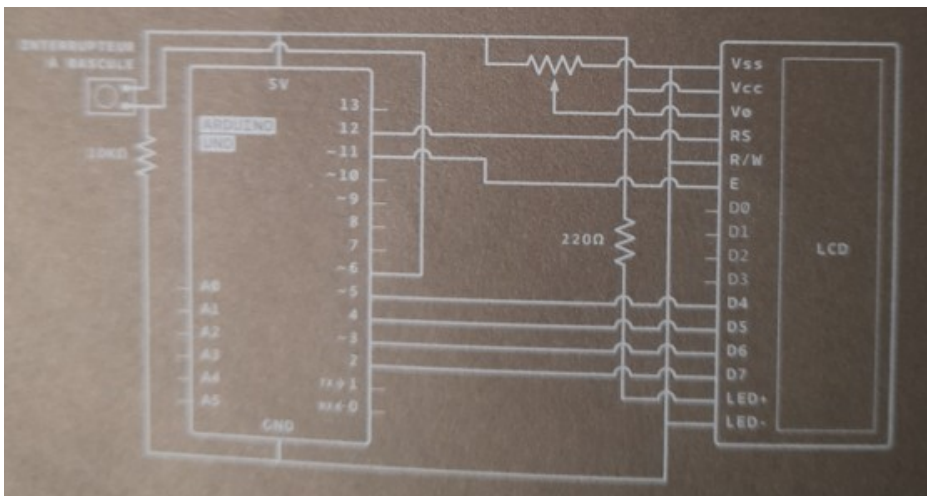 INTERRUPTEUR
A BASCULE
5V
10KΩ
ARDUINO
UNO
13
12
~11
~10
~9
8
7
~6
~5
4
~3
2
TX→1
RX←0
A0
A1
A2
A3
A4
A5
GND
220Ω
Vss
Vcc
Vo
RS
R/W
E
D0
D1
D2
D3
D4
D5
D6
D7
LED+
LED-
LCD